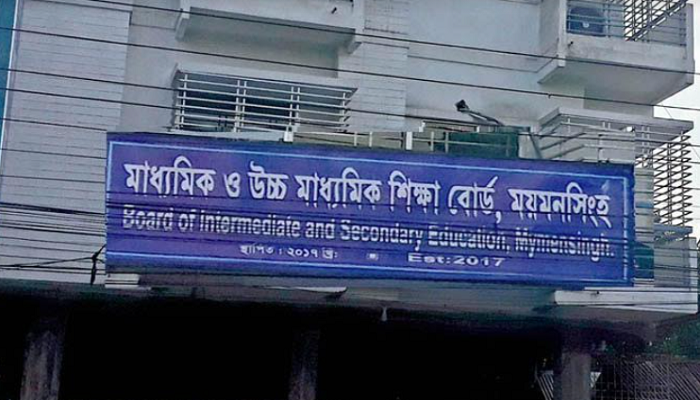 মাধ্যমিক ও উচ্চ মাধ্যমিক শিক্ষা বোর্ড, ময়মনসিংহ
Board of Intermediate and Secondary Education, Mymensingh.
স্থাপিত : ২০১৭ খ্রি: Est:2017